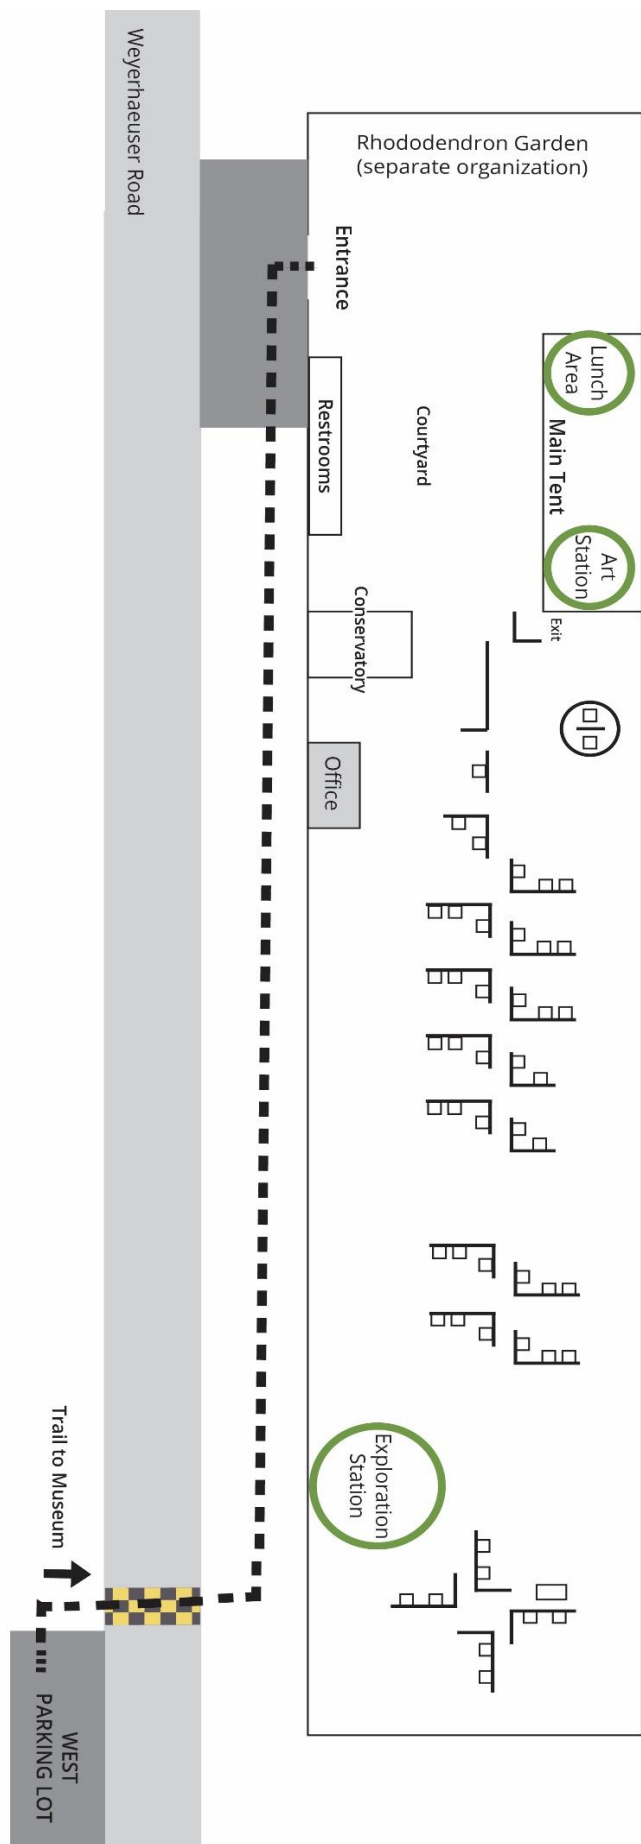 Weyerhaeuser Road
Rhododendron Garden
(separate organization)
Entrance
Lunch
Area
Main Tent
Restrooms
Courtyard
Art
Station
Exit
Conservatory
Office
Exploration
Station
Trail to Museum
WEST
PARKING LOT